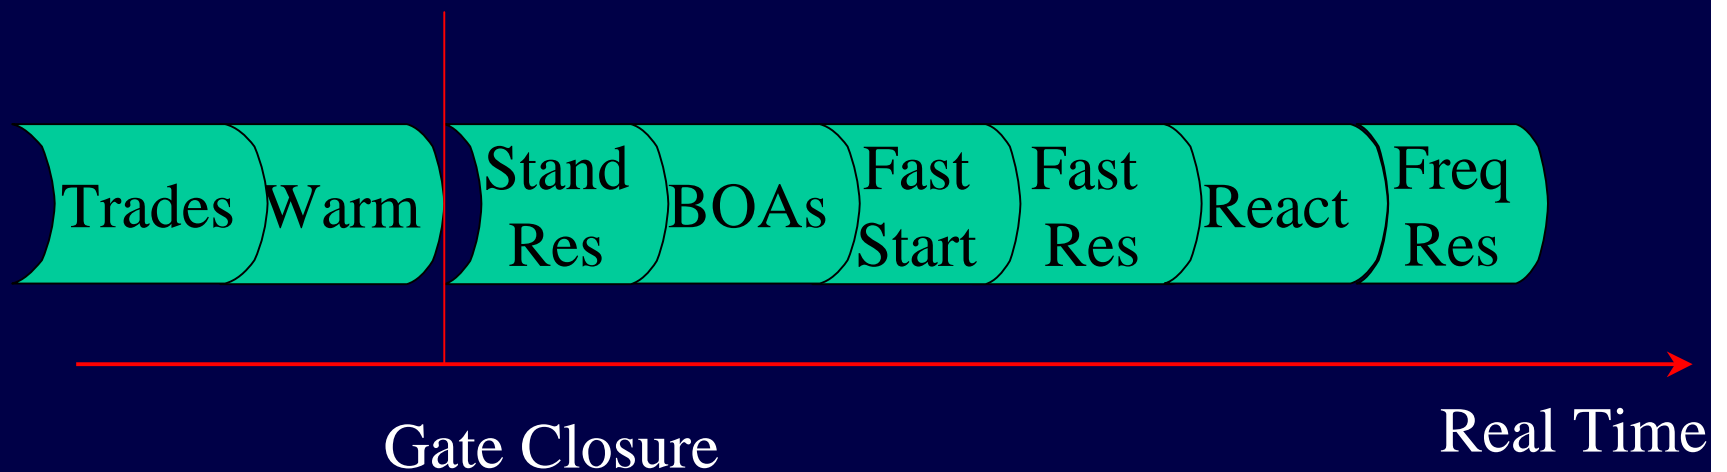 Trades
Warm
Stand
Res
BOAs
Fast
Start
Fast
Res
React
Freq
Res
Gate Closure
Real Time